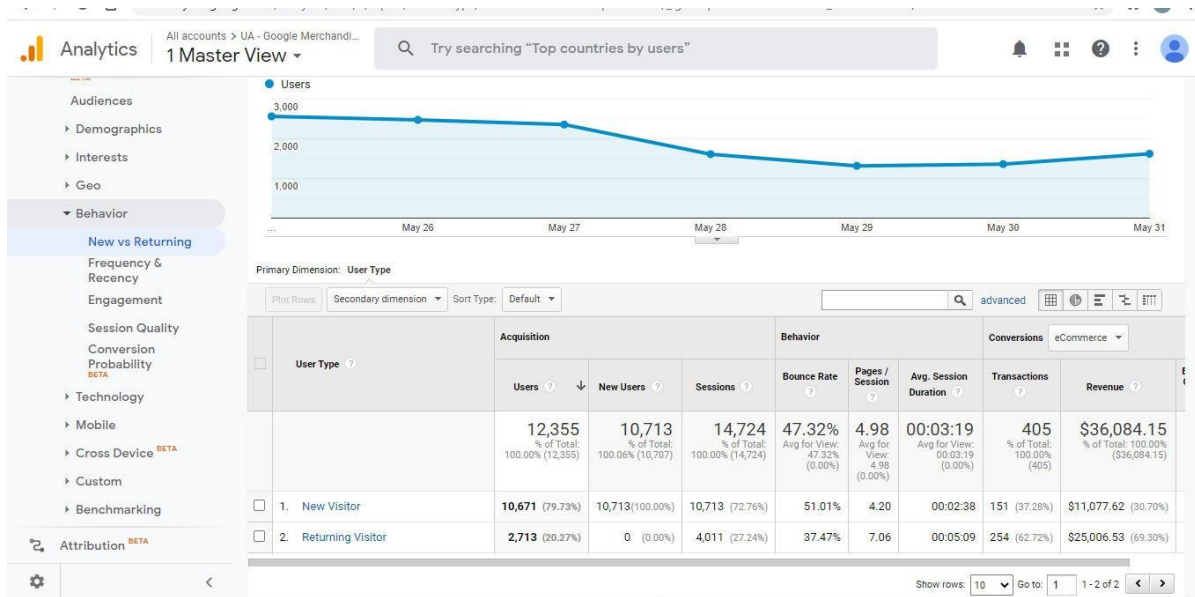 Analytics
All accounts > UA - Google Merchandi...
1 Master View
Try searching “Top countries by users”
Audiences
Demographics
Interests
Geo
Behavior
New vs Returning
Frequency &
Recency
Engagement
Session Quality
Conversion
Probability
BETA
Technology
Mobile
Cross Device BETA
Custom
Benchmarking
Attribution BETA
Users
3,000
2,000
1,000
... May 26 May 27 May 28 May 29 May 30 May 31
Primary Dimension: User Type
Plot Rows Secondary dimension Sort Type: Default advanced
Acquisition Behavior Conversions eCommerce
User Type ? Users ? New Users ? Sessions ? Bounce Rate ? Pages / Session ? Avg. Session Duration ? Transactions ? Revenue ?
12,355 10,713 14,724 47.32% 4.98 00:03:19 405 $36,084.15
% of Total: 100.00% (12,355) % of Total: 100.06% (10,707) % of Total: 100.00% (14,724) Avg for View: 47.32% (0.00%) Avg for View: 4.98 (0.00%) Avg for View: 00:03:19 (0.00%) % of Total: 100.00% (405) % of Total: 100.00% ($36,084.15)
1. New Visitor 10,671 (79.73%) 10,713(100.00%) 10,713 (72.76%) 51.01% 4.20 00:02:38 151 (37.28%) $11,077.62 (30.70%)
2. Returning Visitor 2,713 (20.27%) 0 (0.00%) 4,011 (27.24%) 37.47% 7.06 00:05:09 254 (62.72%) $25,006.53 (69.30%)
Show rows: 10 Go to: 1 1 - 2 of 2